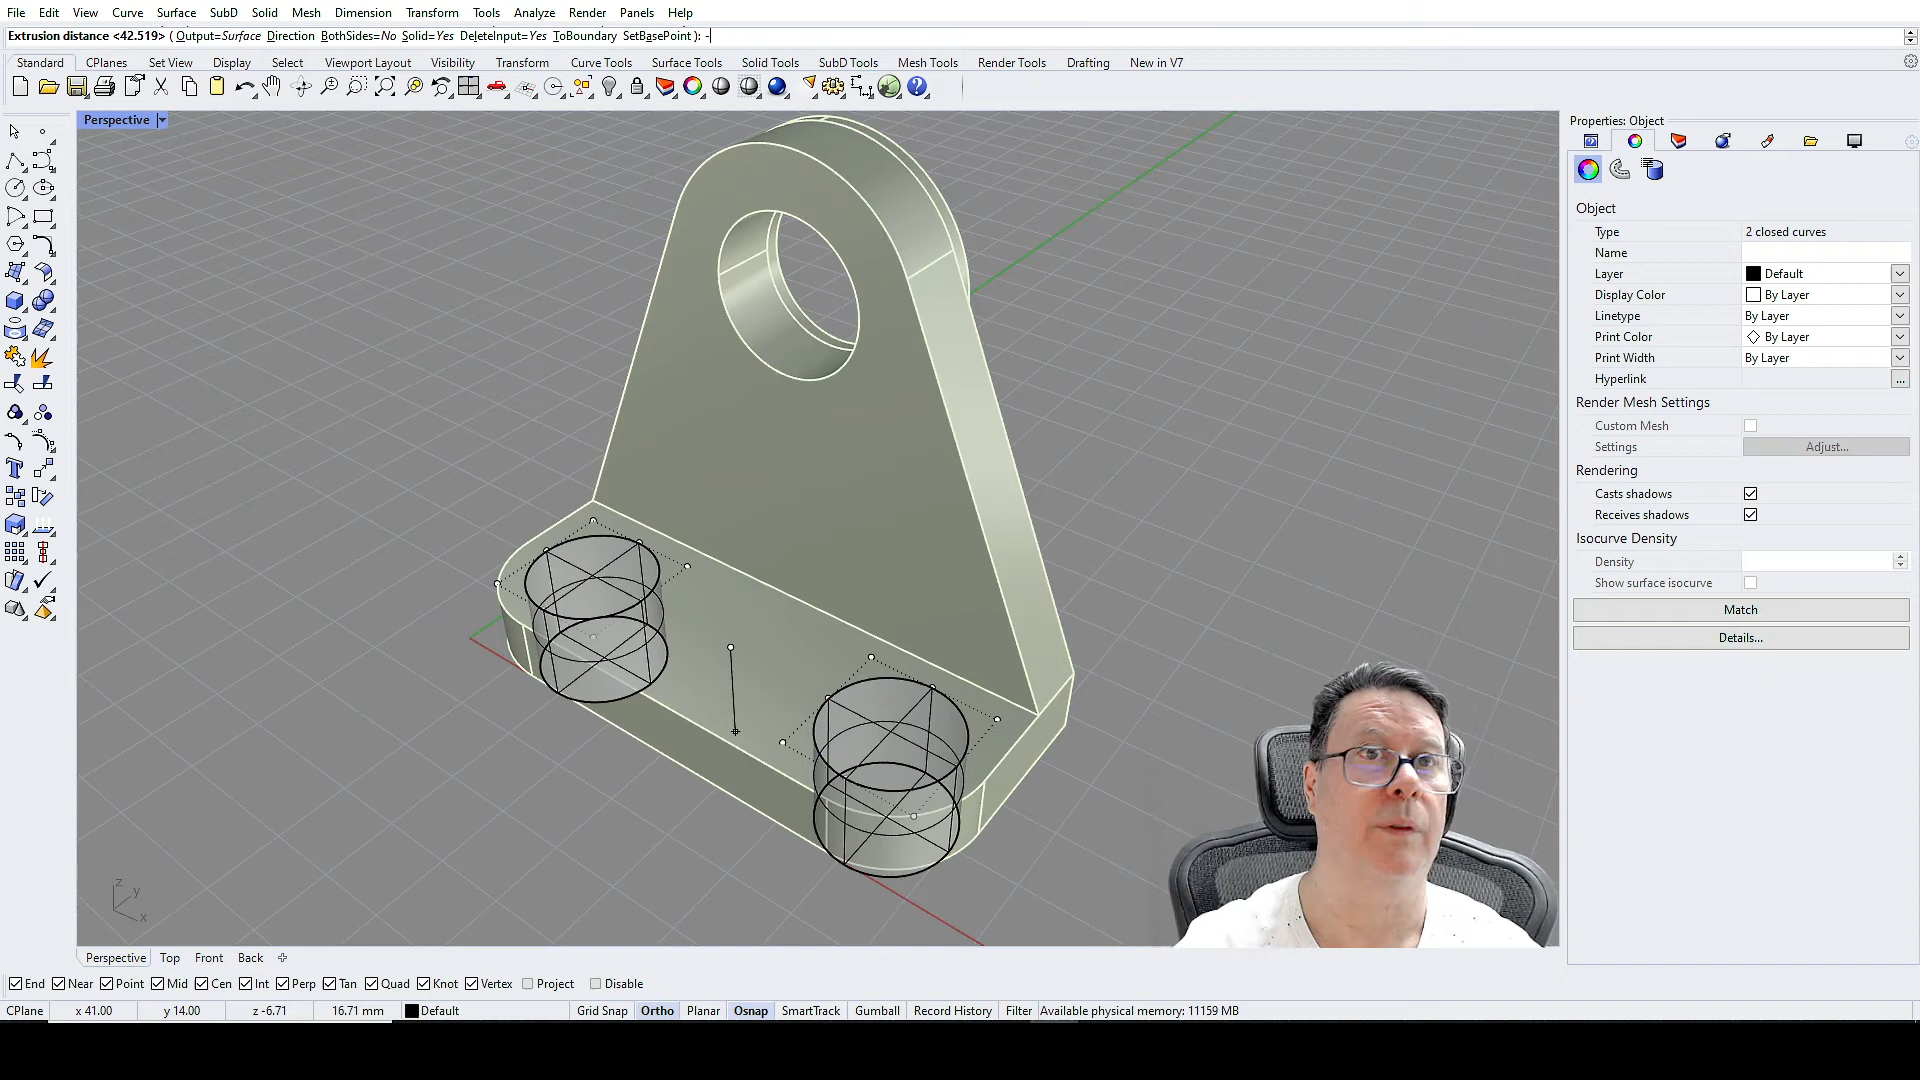 File Edit View Curve Surface SubD Solid Mesh Dimension Transform Tools Analyze Render Panels Help
Extrusion distance <42.519> ( Output=Surface Direction BothSides=No Solid=Yes DeleteInput=Yes ToBoundary SetBasePoint ): -
Standard CPlanes Set View Display Select Viewport Layout Visibility Transform Curve Tools Surface Tools Solid Tools SubD Tools Mesh Tools Render Tools Drafting New in V7
Perspective
Properties: Object
Object
Type 2 closed curves
Name
Layer Default
Display Color By Layer
Linetype By Layer
Print Color By Layer
Print Width By Layer
Hyperlink ...
Render Mesh Settings
Custom Mesh
Settings Adjust...
Rendering
Casts shadows
Receives shadows
Isocurve Density
Density
Show surface isocurve
Match
Details...
z
y
x
Perspective Top Front Back
End Near Point Mid Cen Int Perp Tan Quad Knot Vertex Project Disable
CPlane x 41.00 y 14.00 z -6.71 16.71 mm Default Grid Snap Ortho Planar Osnap SmartTrack Gumball Record History Filter Available physical memory: 11159 MB